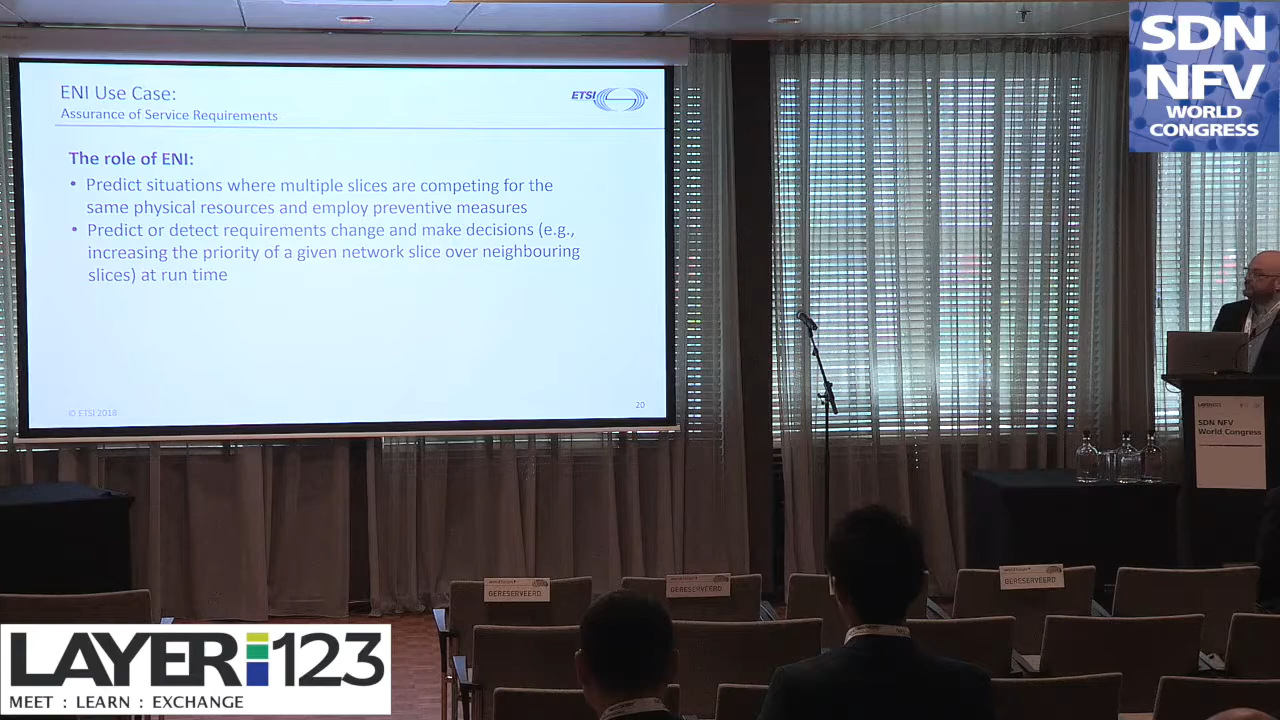 ENI Use Case:
Assurance of Service Requirements
ETSI
The role of ENI:
• Predict situations where multiple slices are competing for the
same physical resources and employ preventive measures
• Predict or detect requirements change and make decisions (e.g.,
increasing the priority of a given network slice over neighbouring
slices) at run time
© ETSI 2018
20
SDN
NFV
WORLD
CONGRESS
SDN NFV
World Congress
GERESERVEERD
GERESERVEERD
GERESERVEERD
LAYER123
MEET : LEARN : EXCHANGE